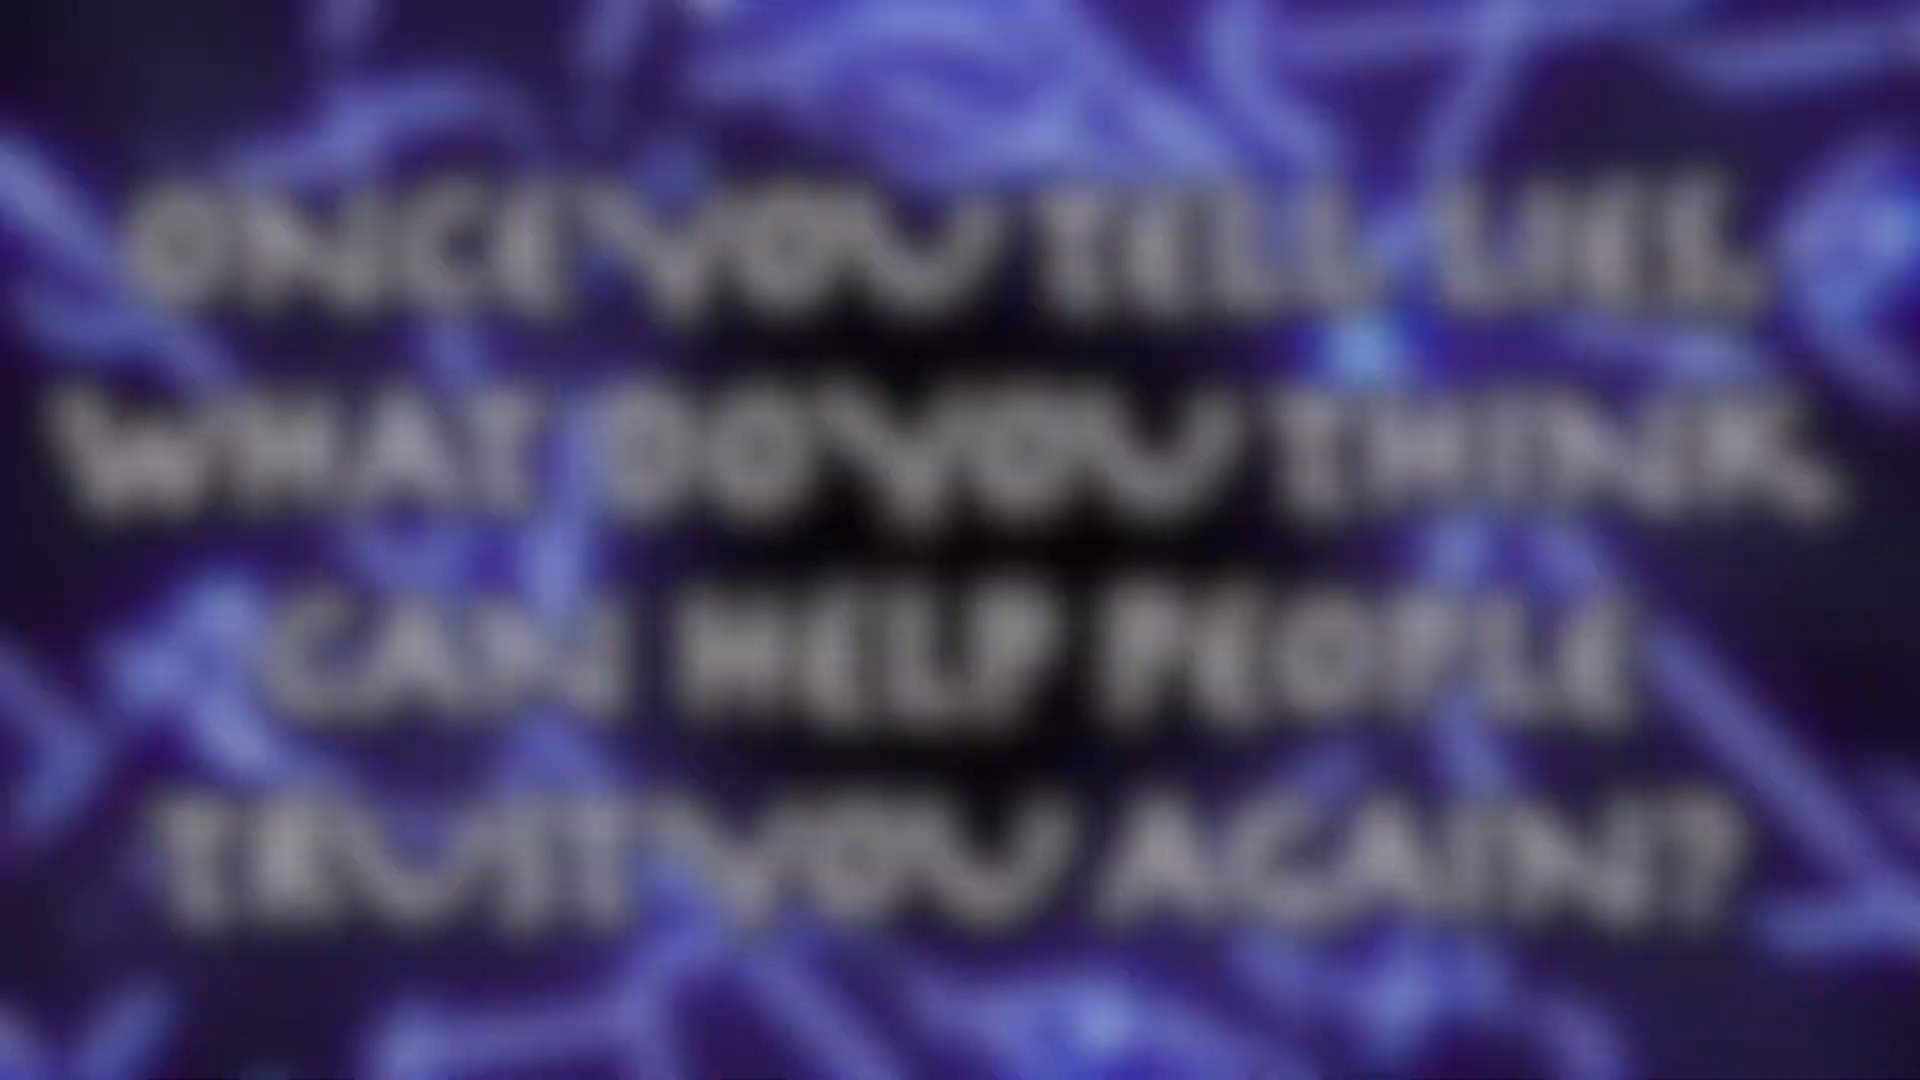 ONCE YOU TELL LIES,
WHAT DO YOU THINK,
CAN HELP PEOPLE
TRUST YOU AGAIN?